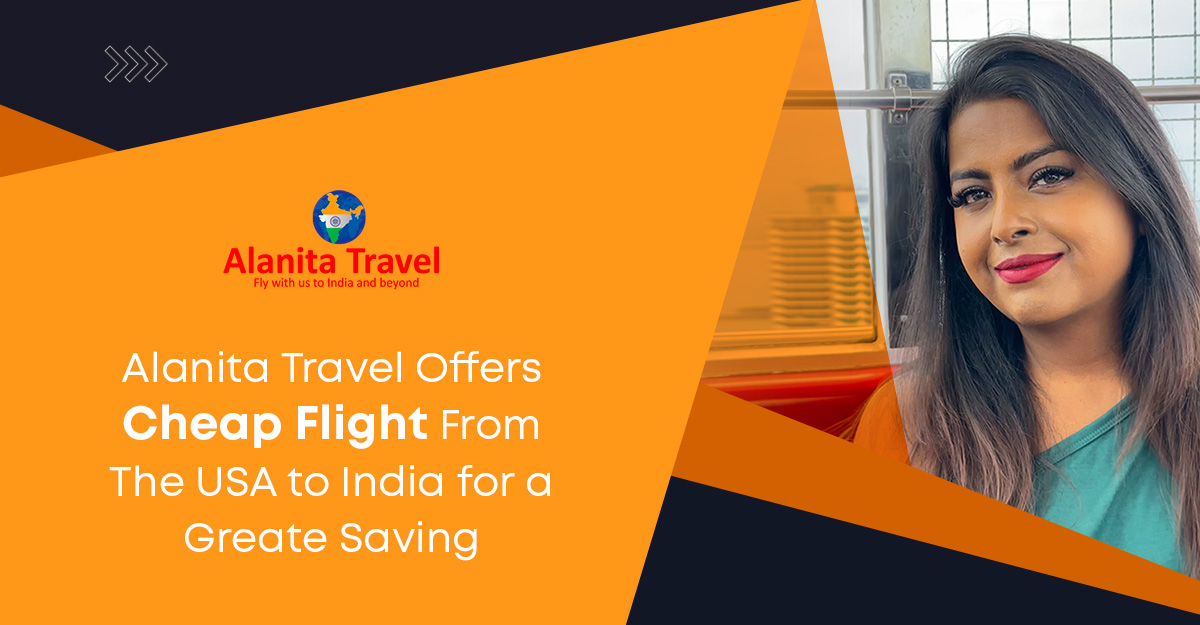 Alanita Travel
Fly with us to India and beyond
Alanita Travel Offers
Cheap Flight From
The USA to India for a
Greate Saving